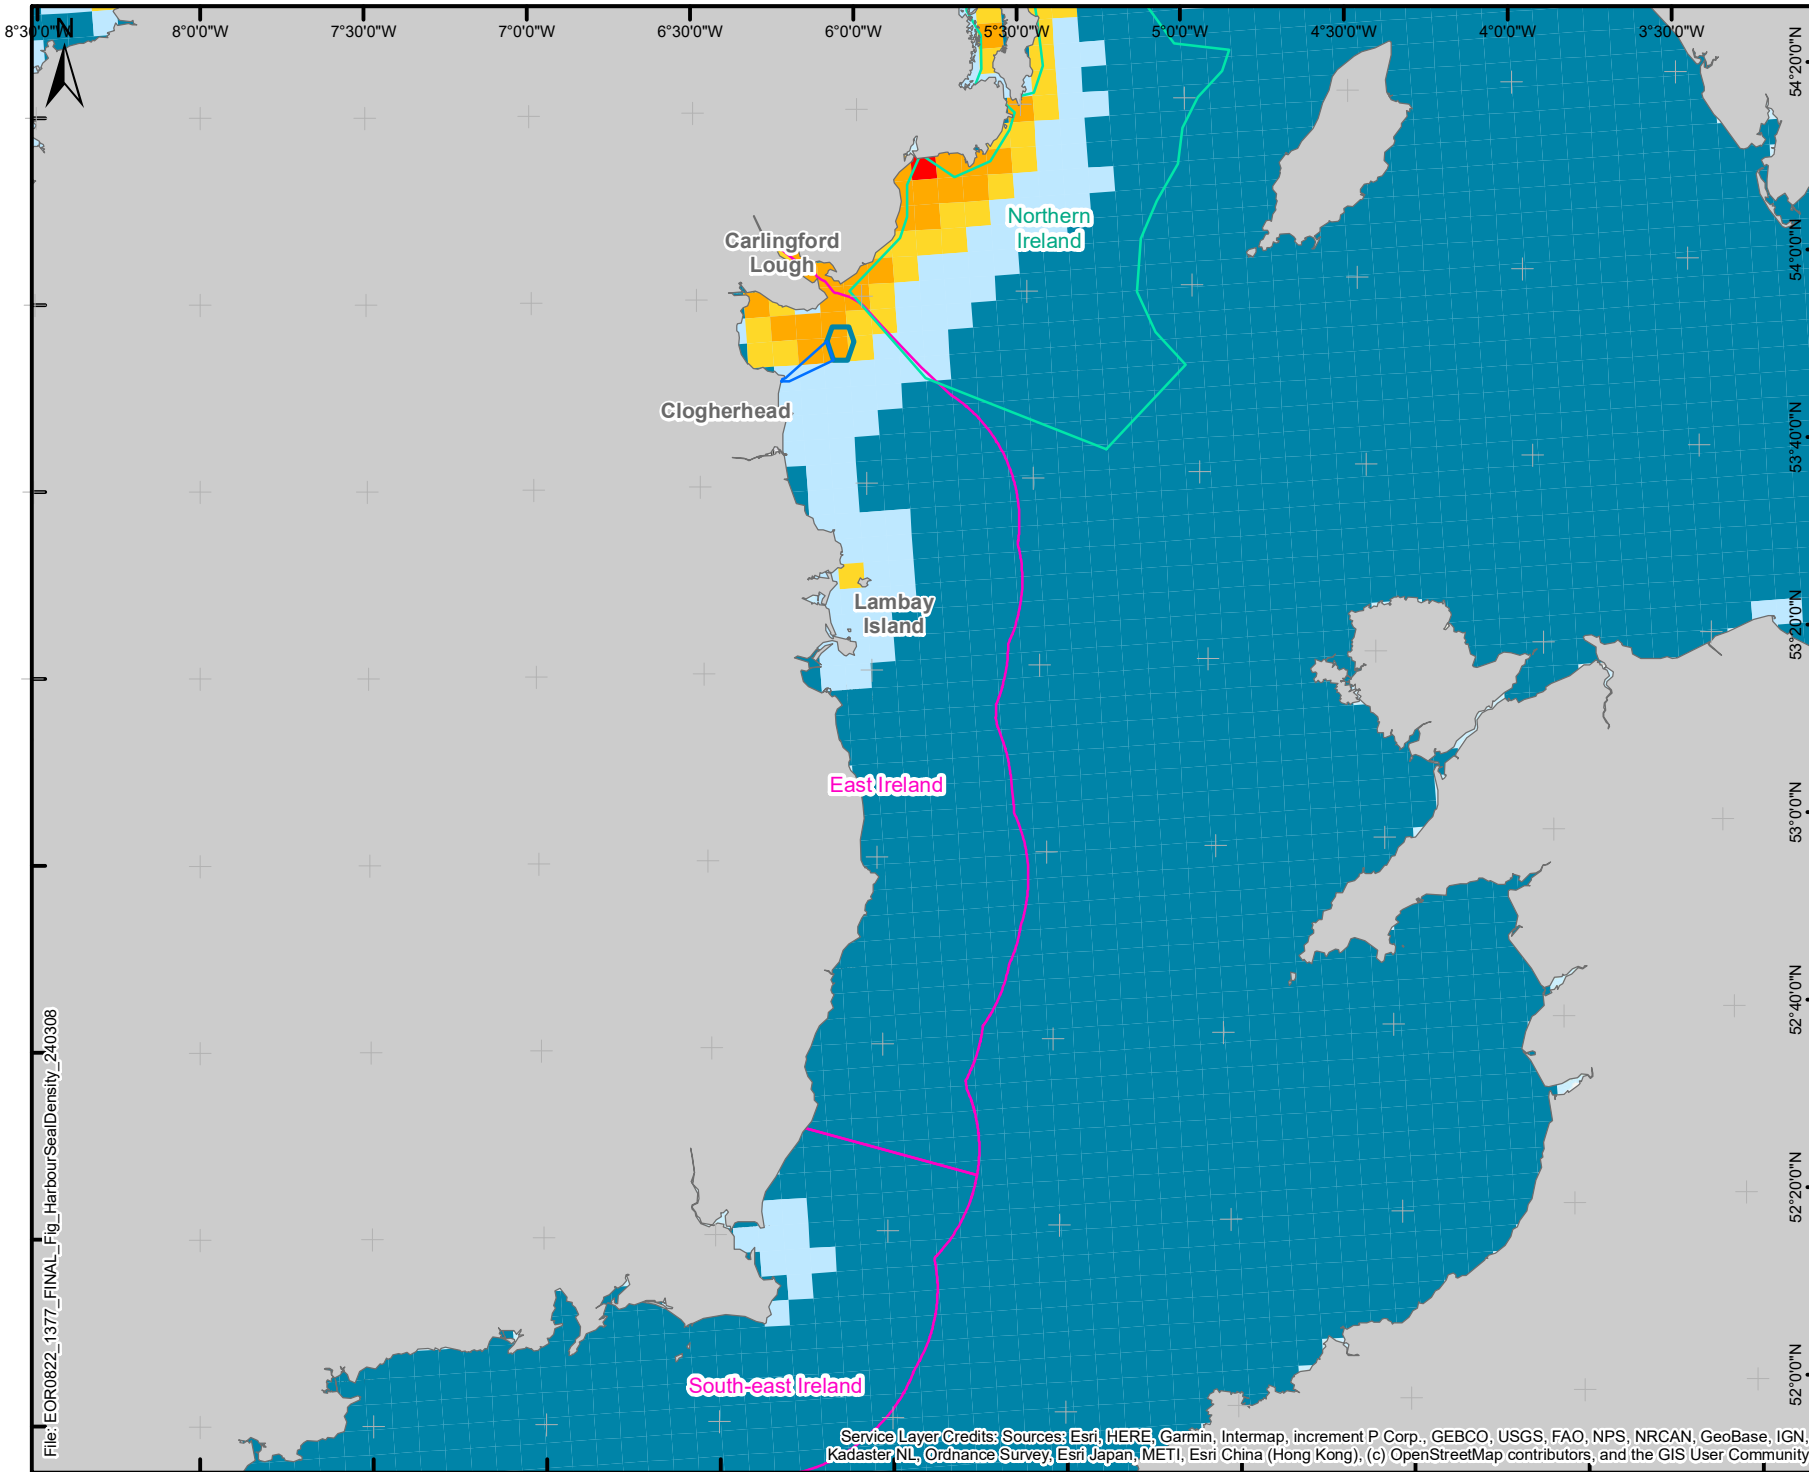 8°30'0"W
8°0'0"W
7°30'0"W
7°0'0"W
6°30'0"W
6°0'0"W
5°30'0"W
5°0'0"W
4°30'0"W
4°0'0"W
3°30'0"W
N
54°20'0"N
Northern
Ireland
Carlingford
Lough
54°0'0"N
Clogherhead
53°40'0"N
Lambay
Island
53°20'0"N
East Ireland
53°0'0"N
52°40'0"N
52°20'0"N
South-east Ireland
52°0'0"N
File: EOR0822_1377_FINAL_Fig_HarbourSealDensity_240308
Service Layer Credits: Sources: Esri, HERE, Garmin, Intermap, increment P Corp., GEBCO, USGS, FAO, NPS, NRCAN, GeoBase, IGN,
Kadaster NL, Ordnance Survey, Esri Japan, METI, Esri China (Hong Kong), (c) OpenStreetMap contributors, and the GIS User Community